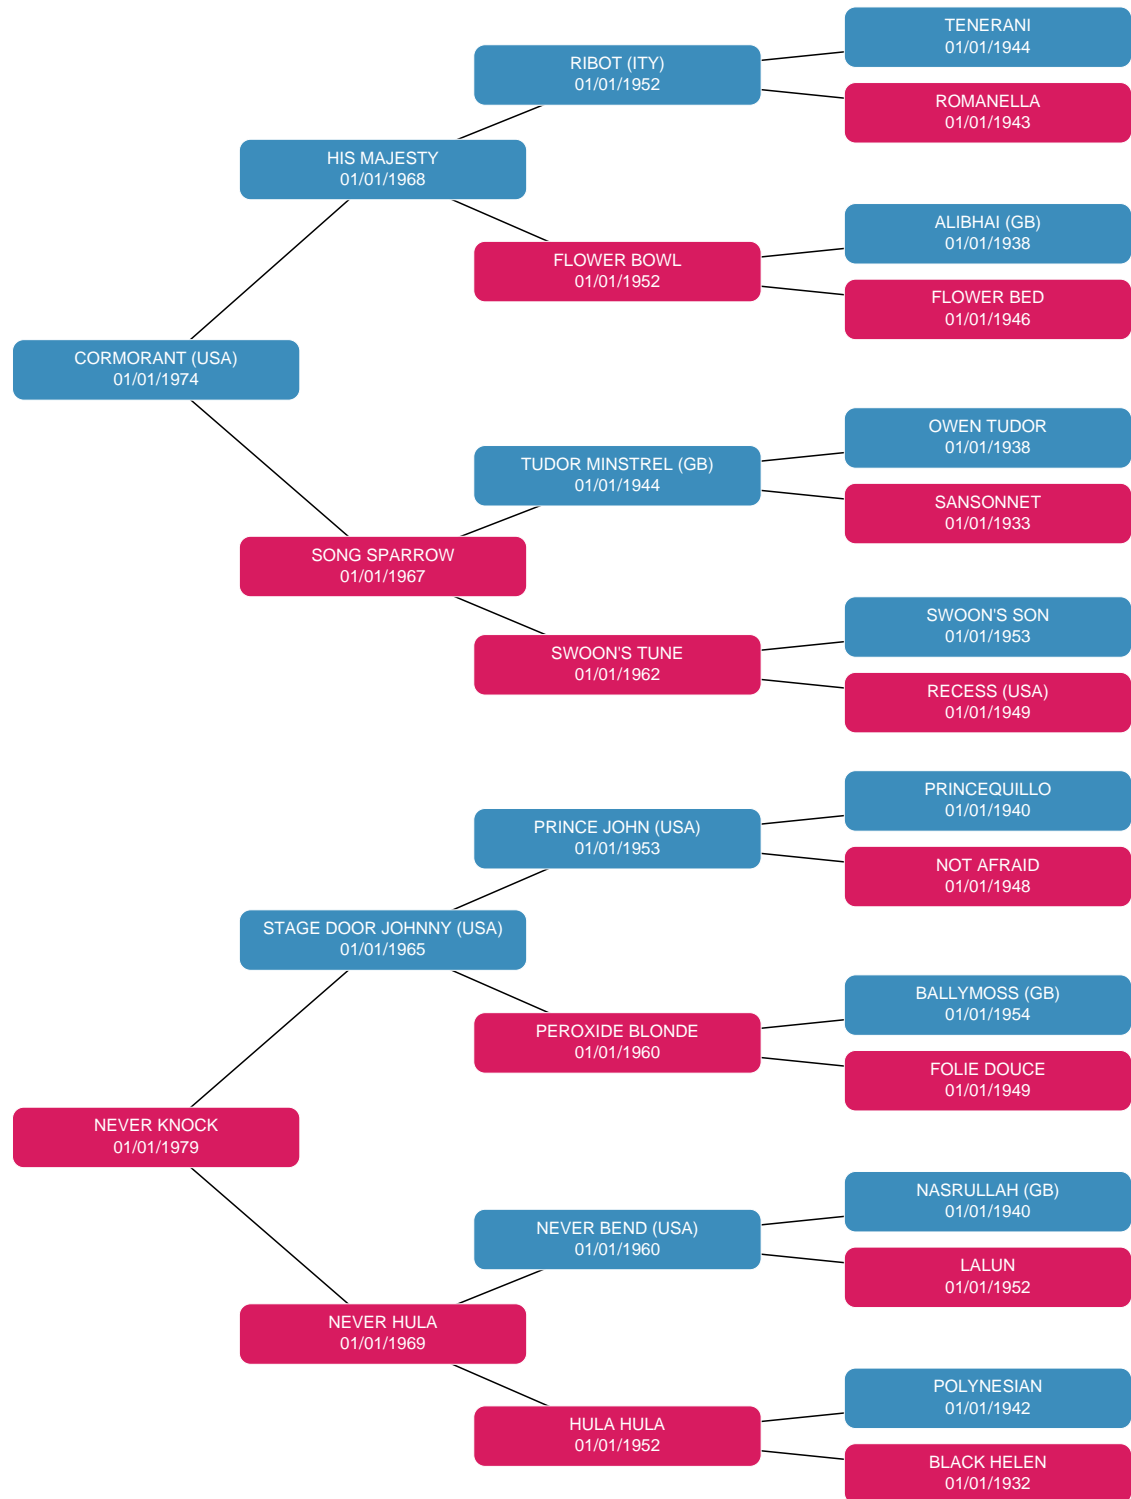 TENERANI
01/01/1944
RIBOT (ITY)
01/01/1952
ROMANELLA
01/01/1943
HIS MAJESTY
01/01/1968
ALIBHAI (GB)
01/01/1938
FLOWER BOWL
01/01/1952
FLOWER BED
01/01/1946
CORMORANT (USA)
01/01/1974
OWEN TUDOR
01/01/1938
TUDOR MINSTREL (GB)
01/01/1944
SANSONNET
01/01/1933
SONG SPARROW
01/01/1967
SWOON'S SON
01/01/1953
SWOON'S TUNE
01/01/1962
RECESS (USA)
01/01/1949
PRINCEQUILLO
01/01/1940
PRINCE JOHN (USA)
01/01/1953
NOT AFRAID
01/01/1948
STAGE DOOR JOHNNY (USA)
01/01/1965
BALLYMOSS (GB)
01/01/1954
PEROXIDE BLONDE
01/01/1960
FOLIE DOUCE
01/01/1949
NEVER KNOCK
01/01/1979
NASRULLAH (GB)
01/01/1940
NEVER BEND (USA)
01/01/1960
LALUN
01/01/1952
NEVER HULA
01/01/1969
POLYNESIAN
01/01/1942
HULA HULA
01/01/1952
BLACK HELEN
01/01/1932